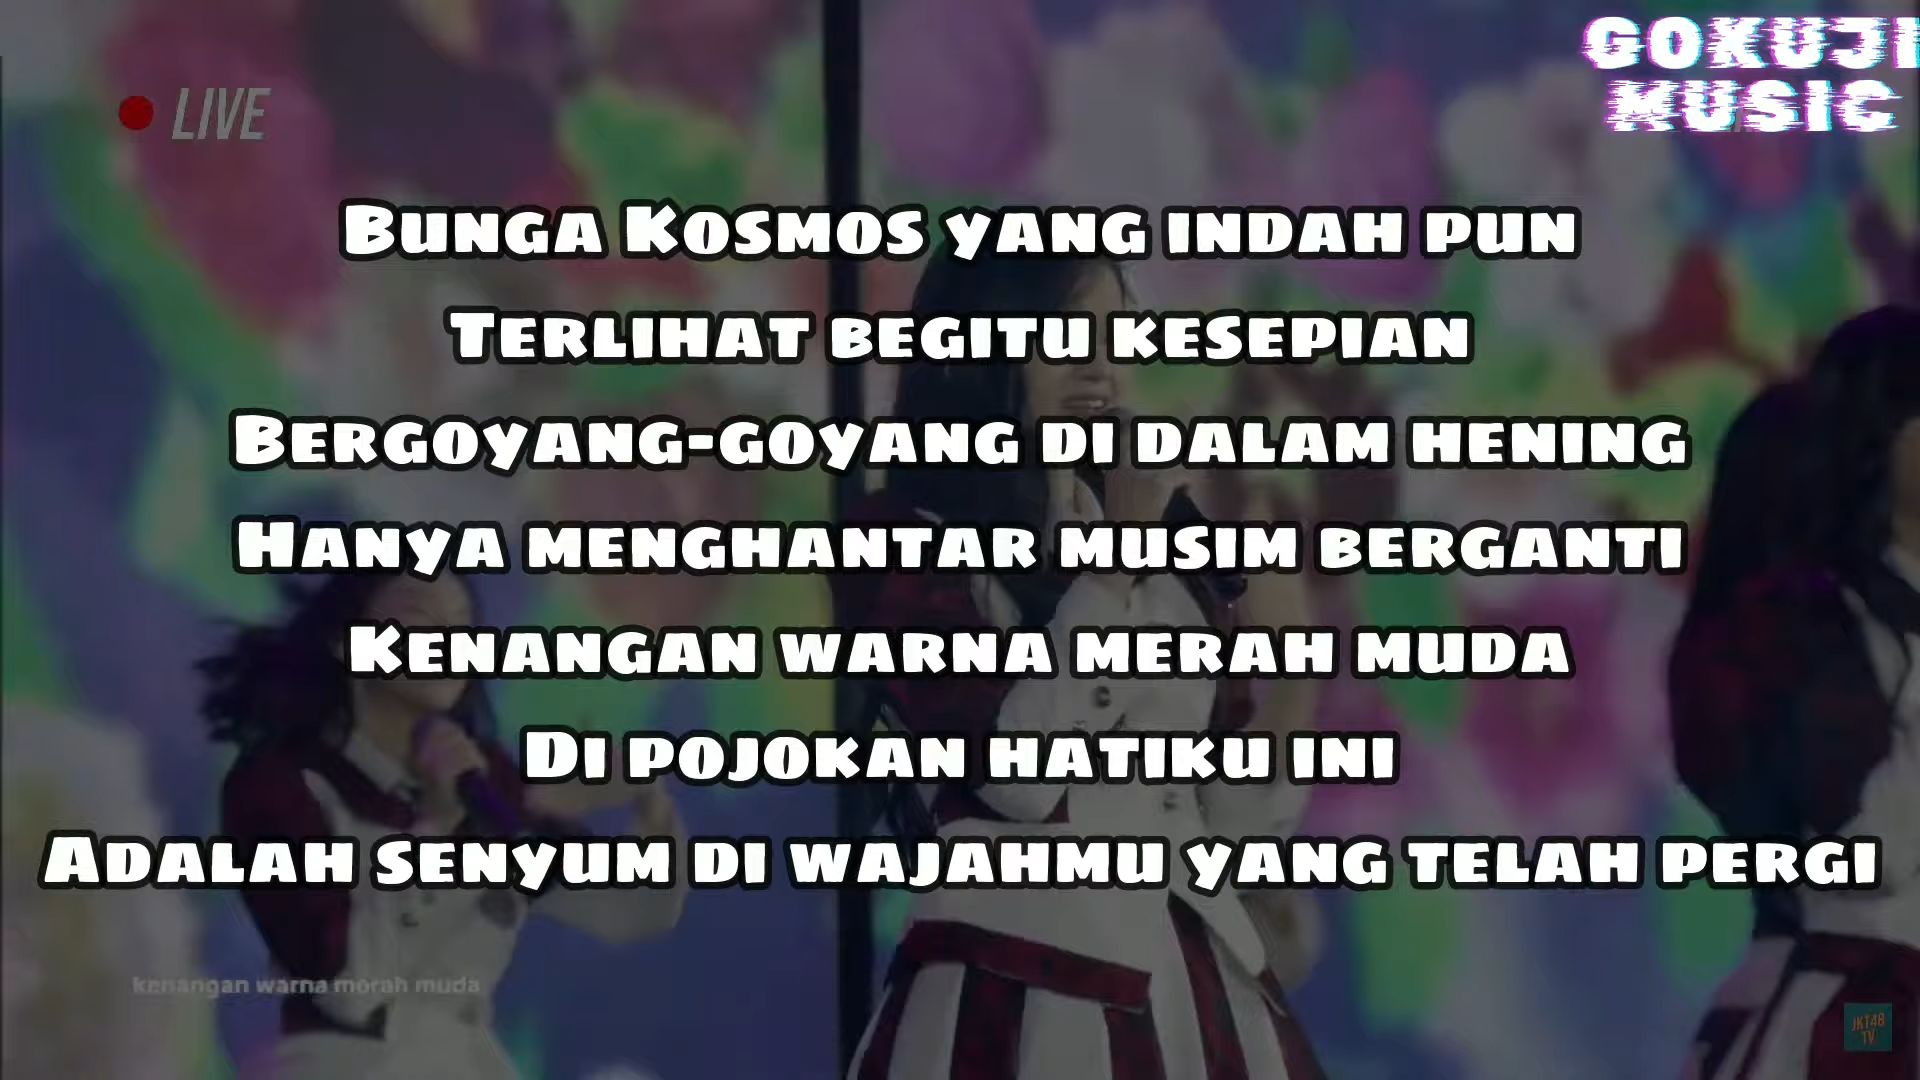 GOKUJI
MUSIC
LIVE
Bunga Kosmos yang indah pun
Terlihat begitu kesepian
Bergoyang-goyang di dalam hening
Hanya menghantar musim berganti
Kenangan warna merah muda
Di pojokan hatiku ini
Adalah senyum di wajahmu yang telah pergi
kenangan warna merah muda
JKT48
TV